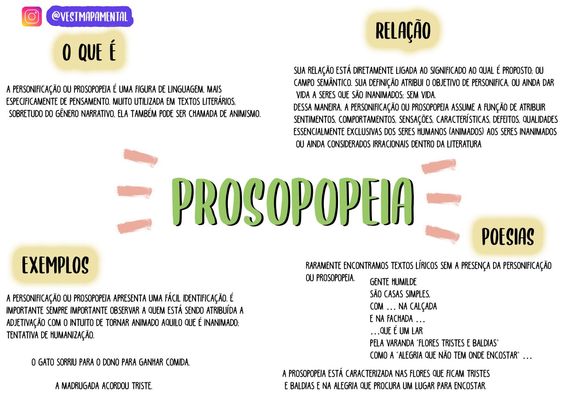 @VESTMAPAMENTAL
O QUE É
A PERSONIFICAÇÃO OU PROSOPOPEIA É UMA FIGURA DE LINGUAGEM, MAIS
ESPECIFICAMENTE DE PENSAMENTO, MUITO UTILIZADA EM TEXTOS LITERÁRIOS,
SOBRETUDO DO GÊNERO NARRATIVO, ELA TAMBÉM PODE SER CHAMADA DE ANIMISMO.
RELAÇÃO
SUA RELAÇÃO ESTÁ DIRETAMENTE LIGADA AO SIGNIFICADO AO QUAL É PROPOSTO, OU
CAMPO SEMÂNTICO. SUA DEFINIÇÃO ATRIBUI O OBJETIVO DE PERSONIFICA, OU AINDA DAR
VIDA A SERES QUE SÃO INANIMADOS; SEM VIDA.
DESSA MANEIRA, A PERSONIFICAÇÃO OU PROSOPOPEIA ASSUME A FUNÇÃO DE ATRIBUIR
SENTIMENTOS, COMPORTAMENTOS, SENSAÇÕES, CARACTERÍSTICAS, DEFEITOS, QUALIDADES
ESSENCIALMENTE EXCLUSIVAS DOS SERES HUMANOS (ANIMADOS) AOS SERES INANIMADOS
OU AINDA CONSIDERADOS IRRACIONAIS DENTRO DA LITERATURA
PROSOPOPEIA
EXEMPLOS
A PERSONIFICAÇÃO OU PROSOPOPEIA APRESENTA UMA FÁCIL IDENTIFICAÇÃO. É
IMPORTANTE SEMPRE IMPORTANTE OBSERVAR A QUEM ESTÁ SENDO ATRIBUÍDA A
ADJETIVAÇÃO COM O INTUITO DE TORNAR ANIMADO AQUILO QUE É INANIMADO;
TENTATIVA DE HUMANIZAÇÃO.
O GATO SORRIU PARA O DONO PARA GANHAR COMIDA.
A MADRUGADA ACORDOU TRISTE.
POESIAS
RARAMENTE ENCONTRAMOS TEXTOS LÍRICOS SEM A PRESENÇA DA PERSONIFICAÇÃO
OU PROSOPOPEIA.
GENTE HUMILDE
SÃO CASAS SIMPLES,
COM ... NA CALÇADA
E NA FACHADA ...
...QUE É UM LAR
PELA VARANDA 'FLORES TRISTES E BALDIAS'
COMO A 'ALEGRIA QUE NÃO TEM ONDE ENCOSTAR' ...
A PROSOPOPEIA ESTÁ CARACTERIZADA NAS FLORES QUE FICAM TRISTES
E BALDIAS E NA ALEGRIA QUE PROCURA UM LUGAR PARA ENCOSTAR.